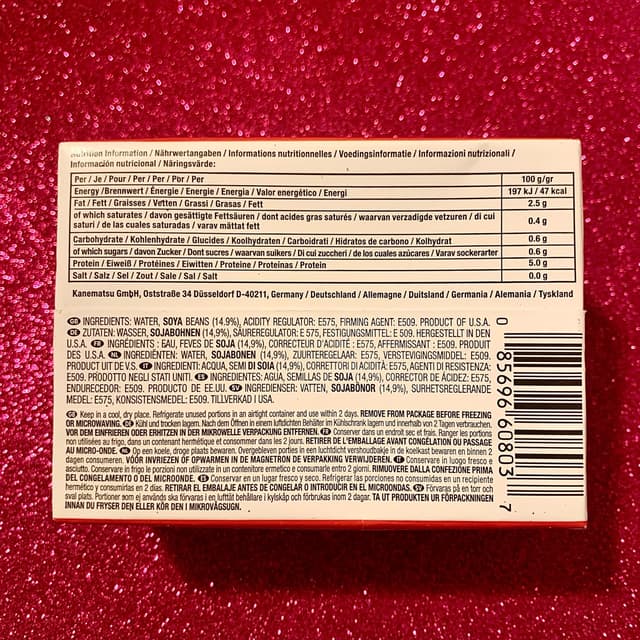 Nutrition Information / Nährwertangaben / Informations nutritionnelles / Voedingsinformatie / Informazioni nutrizionali /
Información nutricional / Näringsvärde:
Per / Je / Pour / Per / Per / Por / Per 100 g/gr
Energy /Brennwert / Énergie / Energie / Energia / Valor energético / Energi 197 kJ / 47 kcal
Fat / Fett / Graisses / Vetten / Grassi / Grasas / Fett 2.5 g
of which saturates / davon gesättigte Fettsäuren / dont acides gras saturés / waarvan verzadigde vetzuren / di cui
saturi / de las cuales saturadas / varav mättat fett 0.4 g
Carbohydrate / Kohlenhydrate / Glucides / Koolhydraten / Carboidrati / Hidratos de carbono / Kolhydrat 0.6 g
of which sugars / davon Zucker / Dont sucres / waarvan suikers / Di cui zuccheri / de los cuales azúcares / Varav sockerarter 0.6 g
Protein / Eiweiß / Protéines / Eiwitten / Proteine / Proteínas / Protein 5.0 g
Salt / Salz / Sel / Zout / Sale / Sal / Salt 0.0 g
Kanematsu GmbH, Oststraße 34 Düsseldorf D-40211, Germany / Deutschland / Allemagne / Duitsland / Germania / Alemania / Tyskland
GB INGREDIENTS: WATER, SOYA BEANS (14,9%), ACIDITY REGULATOR: E575, FIRMING AGENT: E509. PRODUCT OF U.S.A.
DE ZUTATEN: WASSER, SOJABOHNEN (14,9%), SÄUREREGULATOR: E 575, FESTIGUNGSMITTEL: E 509. HERGESTELLT IN DEN
U.S.A. FR INGRÉDIENTS : EAU, FEVES DE SOJA (14,9%), CORRECTEUR D'ACIDITÉ : E575, AFFERMISSANT : E509. PRODUIT
DES U.S.A. NL INGREDIËNTEN: WATER, SOJABONEN (14,9%), ZUURTEREGELAAR: E575, VERSTEVIGINGSMIDDEL: E509.
PRODUCT UIT DE V.S. IT INGREDIENTI: ACQUA, SEMI DI SOIA (14,9%), CORRETTORI DI ACIDITÀ: E575, AGENTI DI RESISTENZA:
E509. PRODOTTO NEGLI STATI UNITI. ES INGREDIENTES: AGUA, SEMILLAS DE SOJA (14,9%), CORRECTOR DE ACIDEZ: E575,
ENDURECEDOR: E509. PRODUCTO DE EE.UU. SV INGREDIENSER: VATTEN, SOJABÖNOR (14,9%), SURHETSREGLERANDE
MEDEL: E575, KONSISTENSMEDEL: E509. TILLVERKAD I USA.
GB Keep in a cool, dry place. Refrigerate unused portions in an airtight container and use within 2 days. REMOVE FROM PACKAGE BEFORE FREEZING
OR MICROWAVING. DE Kühl und trocken lagern. Nach dem Öffnen in einem luftdichten Behälter im Kühlschrank lagern und innerhalb von 2 Tagen verbrauchen.
VOR DEM EINFRIEREN ODER ERHITZEN IN DER MIKROWELLE VERPACKUNG ENTFERNEN. FR Conserver dans un endroit sec et frais. Ranger les portions
non utilisées au frigo, dans un contenant hermétique et consommer dans les 2 jours. RETIRER DE L'EMBALLAGE AVANT CONGÉLATION OU PASSAGE
AU MICRO-ONDE. NL Op een koele, droge plaats bewaren. Overgebleven porties in een luchtdicht vershoudbakje in de koelkast bewaren en binnen 2
dagen consumeren. VÓÓR INVRIEZEN OF OPWARMEN IN DE MAGNETRON DE VERPAKKING VERWIJDEREN. IT Conservare in luogo fresco e
asciutto. Conservare in frigo le porzioni non utilizzate in un contenitore ermetico e consumarle entro 2 giorni. RIMUOVERE DALLA CONFEZIONE PRIMA
DEL CONGELAMENTO O DEL MICROONDE. ES Conservar en un lugar fresco y seco. Refrigerar las porciones no consumidas en un recipiente
hermético y consumirlas en 2 días. RETIRAR EL EMBALAJE ANTES DE CONGELAR O INTRODUCIR EN EL MICROONDAS. SV Förvaras på en torr och
sval plats. Portioner som ej används ska förvaras i en lufttät behållare i kylskåp och förbrukas inom 2 dagar. TA UT PRODUKTEN UR FÖRPACKNINGEN
INNAN DU FRYSER DEN ELLER KÖR DEN I MIKROVÅGSUGN.
0 85696 60803 7